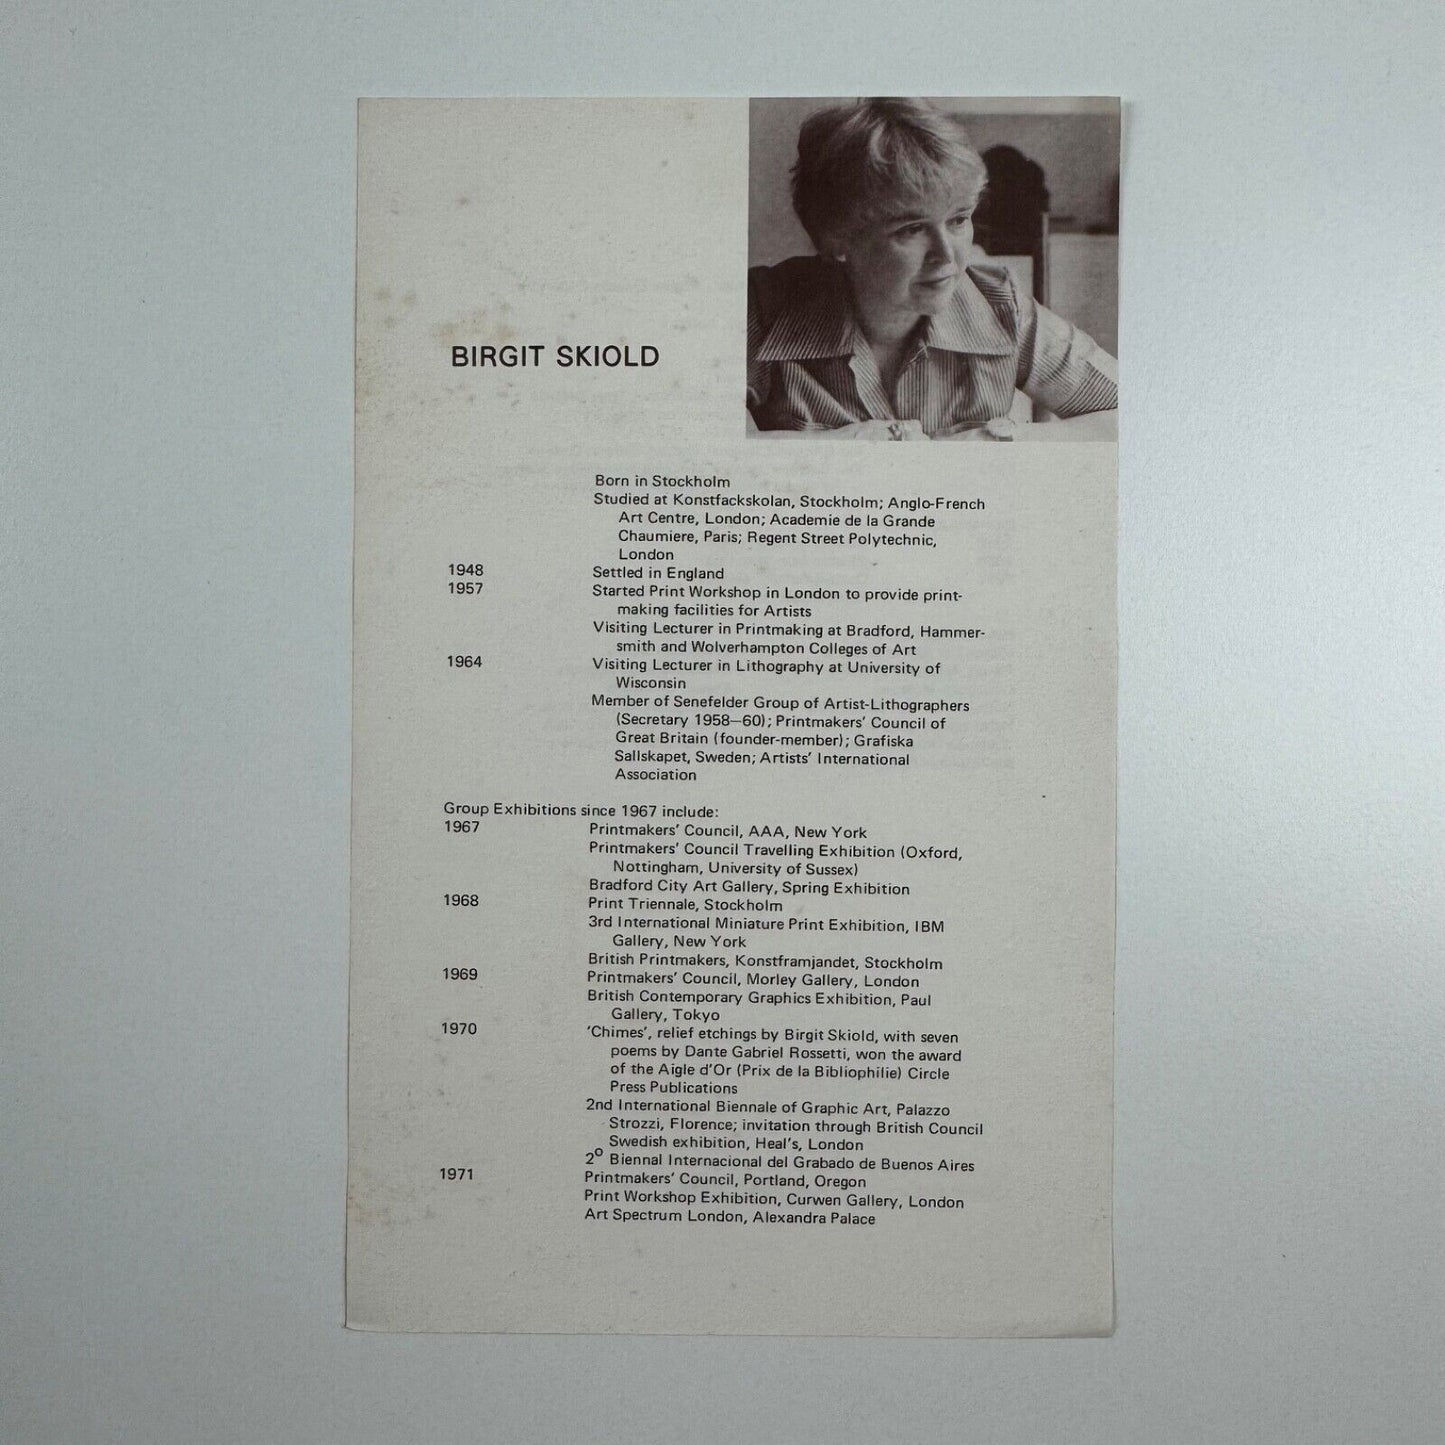 BIRGIT SKIOLD
Born in Stockholm
Studied at Konstfackskolan, Stockholm; Anglo-French
Art Centre, London; Academie de la Grande
Chaumiere, Paris; Regent Street Polytechnic,
London
1948 Settled in England
1957 Started Print Workshop in London to provide print-
making facilities for Artists
Visiting Lecturer in Printmaking at Bradford, Hammer-
smith and Wolverhampton Colleges of Art
1964 Visiting Lecturer in Lithography at University of
Wisconsin
Member of Senefelder Group of Artist-Lithographers
(Secretary 1958—60); Printmakers' Council of
Great Britain (founder-member); Grafiska
Sallskapet, Sweden; Artists' International
Association
Group Exhibitions since 1967 include:
1967 Printmakers' Council, AAA, New York
Printmakers' Council Travelling Exhibition (Oxford,
Nottingham, University of Sussex)
Bradford City Art Gallery, Spring Exhibition
1968 Print Triennale, Stockholm
3rd International Miniature Print Exhibition, IBM
Gallery, New York
British Printmakers, Konstframjandet, Stockholm
1969 Printmakers' Council, Morley Gallery, London
British Contemporary Graphics Exhibition, Paul
Gallery, Tokyo
1970 'Chimes', relief etchings by Birgit Skiold, with seven
poems by Dante Gabriel Rossetti, won the award
of the Aigle d'Or (Prix de la Bibliophilie) Circle
Press Publications
2nd International Biennale of Graphic Art, Palazzo
Strozzi, Florence; invitation through British Council
Swedish exhibition, Heal's, London
2º Biennal Internacional del Grabado de Buenos Aires
1971 Printmakers' Council, Portland, Oregon
Print Workshop Exhibition, Curwen Gallery, London
Art Spectrum London, Alexandra Palace